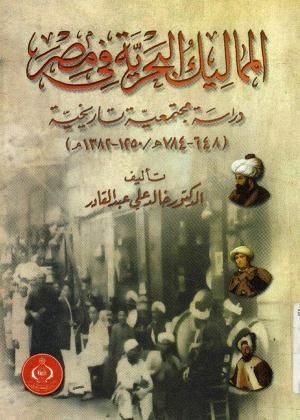 المماليك البحرية في مصر
دراسة مجتمعية تاريخية
(٦٤٨-٧٨٤هـ/١٢٥٠-١٣٨٢م)
تأليف
الدكتور خالد علي عبد القادر